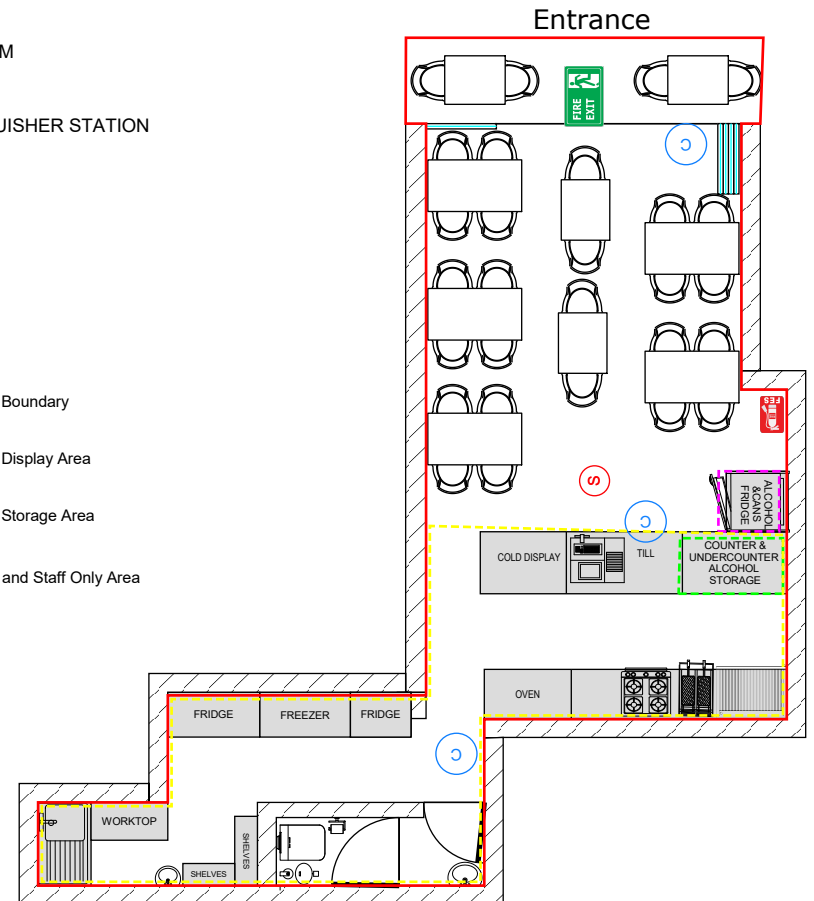 Entrance
M
UISHER STATION
FIRE
EXIT
C
Boundary
FES
Display Area
S
ALCOHOL
&CANS
FRIDGE
Storage Area
C
COLD DISPLAY
TILL
COUNTER &
UNDERCOUNTER
ALCOHOL
STORAGE
and Staff Only Area
OVEN
FRIDGE
FREEZER
FRIDGE
C
WORKTOP
SHELVES
SHELVES